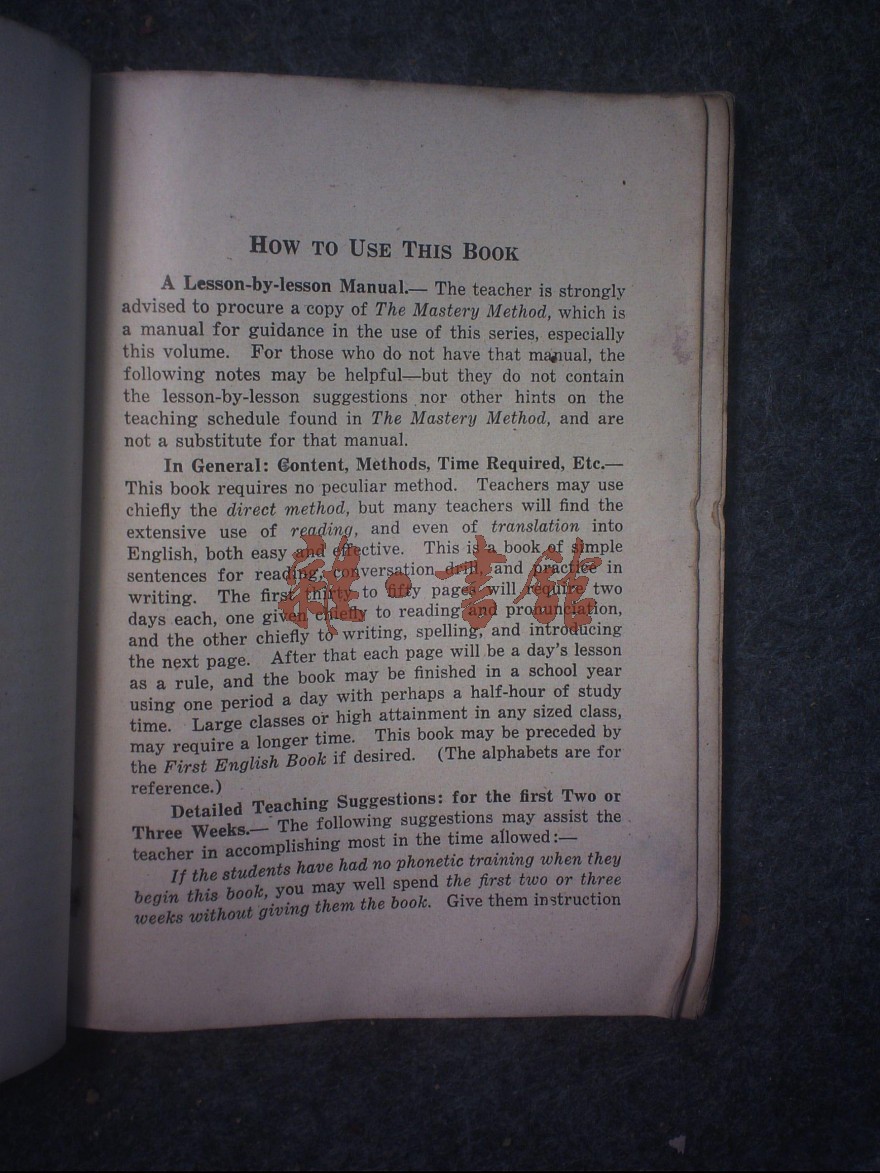 HOW TO USE THIS BOOK
A Lesson-by-lesson Manual.— The teacher is strongly
advised to procure a copy of The Mastery Method, which is
a manual for guidance in the use of this series, especially
this volume. For those who do not have that manual, the
following notes may be helpful—but they do not contain
the lesson-by-lesson suggestions nor other hints on the
teaching schedule found in The Mastery Method, and are
not a substitute for that manual.
In General: Content, Methods, Time Required, Etc.—
This book requires no peculiar method. Teachers may use
chiefly the direct method, but many teachers will find the
extensive use of reading, and even of translation into
English, both easy and effective. This is a book of simple
sentences for reading, conversation drill, and practice in
writing. The first thirty to fifty pages will require two
days each, one given chiefly to reading and pronunciation,
and the other chiefly to writing, spelling, and introducing
the next page. After that each page will be a day's lesson
as a rule, and the book may be finished in a school year
using one period a day with perhaps a half-hour of study
time. Large classes or high attainment in any sized class,
may require a longer time. This book may be preceded by
the First English Book if desired. (The alphabets are for
reference.)
Detailed Teaching Suggestions: for the first Two or
Three Weeks.— The following suggestions may assist the
teacher in accomplishing most in the time allowed:—
If the students have had no phonetic training when they
begin this book, you may well spend the first two or three
weeks without giving them the book. Give them instruction
雜·書館